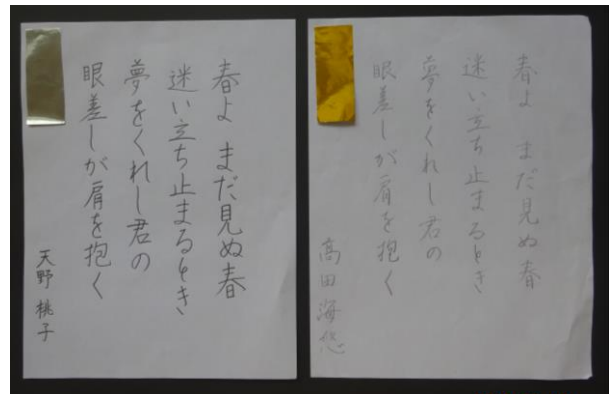 春よ まだ見ぬ春
迷い立ち止まるとき
夢をくれし君の
眼差しが肩を抱く
天野 桃子
春よ まだ見ぬ春
迷い立ち止まるとき
夢をくれし君の
眼差しが肩を抱く
高田海悠